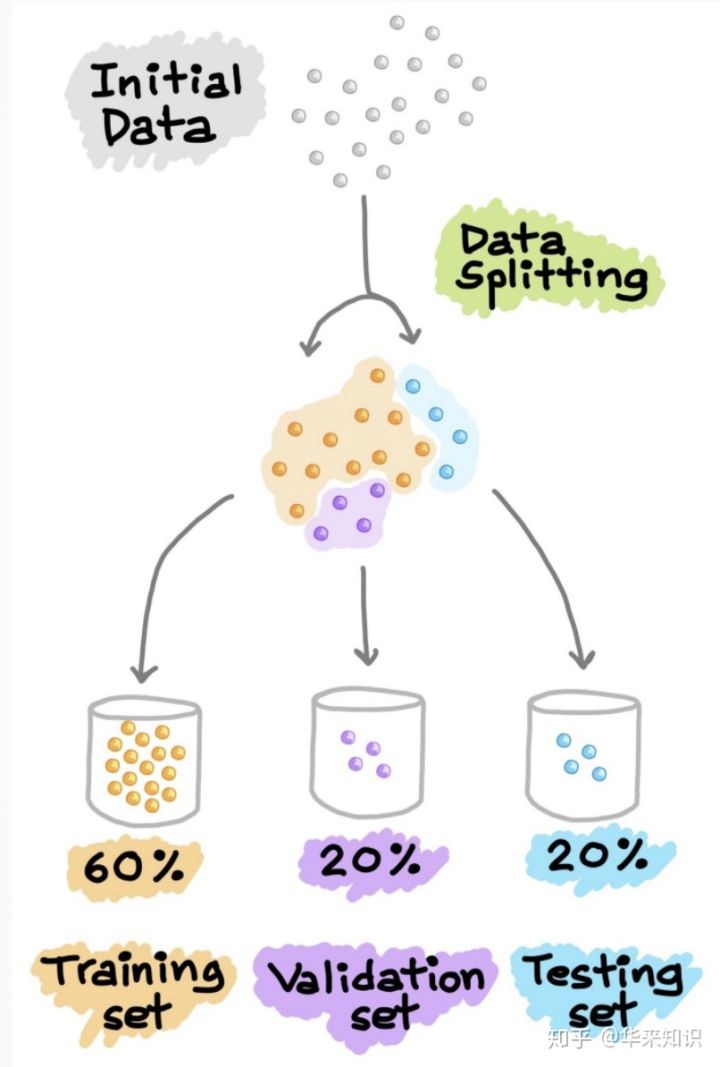 Initial
Data
Data
Splitting
60%
20%
20%
Training
set
Validation
set
Testing
set
知乎 @华来知识